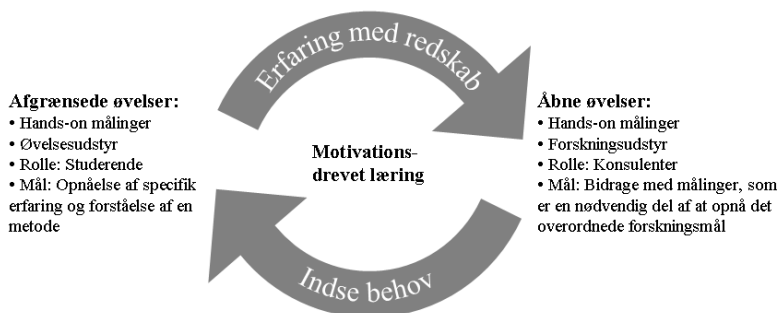 Erfaring med redskab
Afgrænsede øvelser:
• Hands-on målinger
• Øvelsesudstyr
• Rolle: Studerende
• Mål: Opnåelse af specifik
erfaring og forståelse af en
metode
Motivations-
drevet læring
Åbne øvelser:
• Hands-on målinger
• Forskningsudstyr
• Rolle: Konsulenter
• Mål: Bidrage med målinger, som
er en nødvendig del af at opnå det
overordnede forskningsmål
Indse behov